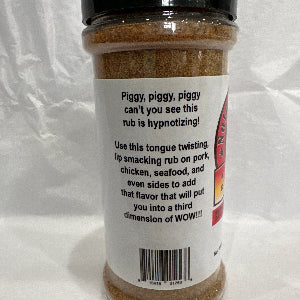 Piggy, piggy, piggy
can't you see this
rub is hypnotizing!
Use this tongue twisting,
lip smacking rub on pork,
chicken, seafood, and
even sides to add
that flavor that will put
you into a third
dimension of WOW!!!